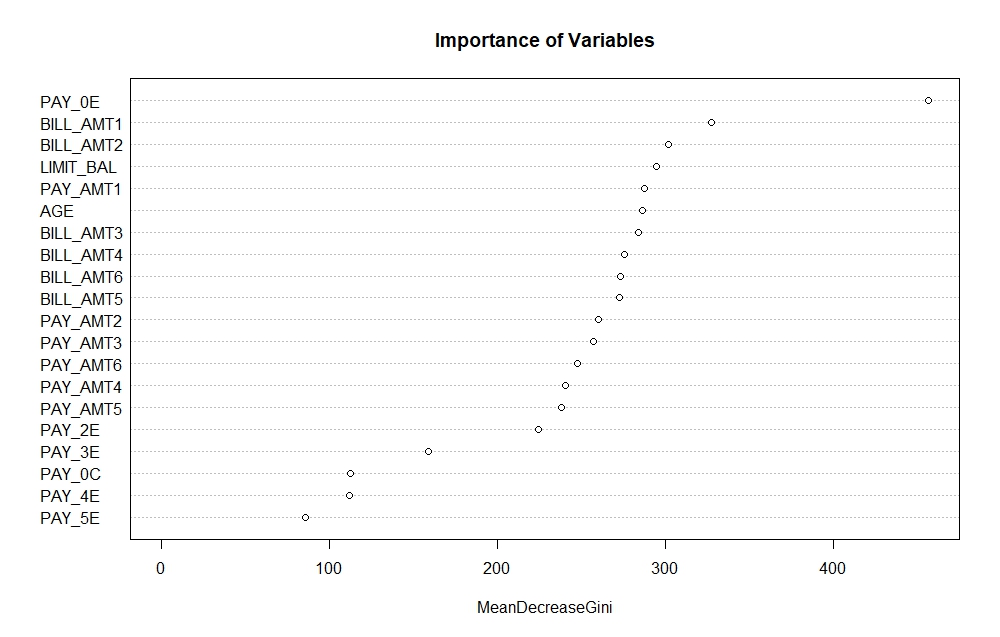 Importance of Variables
PAY_0E
BILL_AMT1
BILL_AMT2
LIMIT_BAL
PAY_AMT1
AGE
BILL_AMT3
BILL_AMT4
BILL_AMT6
BILL_AMT5
PAY_AMT2
PAY_AMT3
PAY_AMT6
PAY_AMT4
PAY_AMT5
PAY_2E
PAY_3E
PAY_0C
PAY_4E
PAY_5E
0 100 200 300 400
MeanDecreaseGini